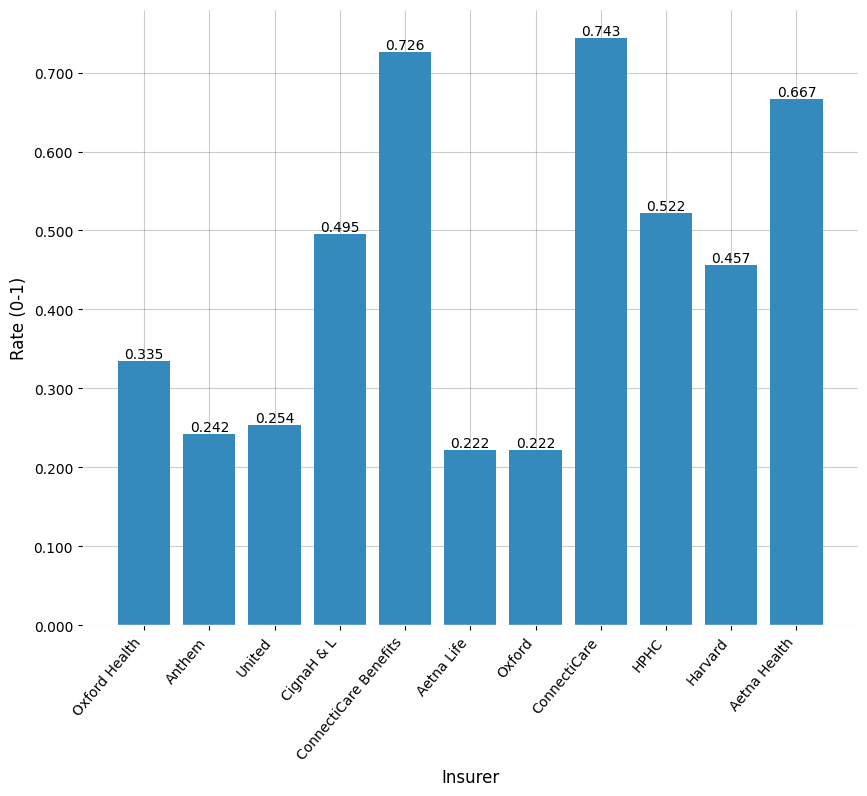 0.743
0.726
0.700
0.667
0.600
0.522
0.500
0.495
0.457
0.400
0.335
0.300
0.254
0.242
0.222
0.222
0.200
0.100
0.000
Rate (0-1)
Oxford Health
Anthem
United
CignaH & L
ConnectiCare Benefits
Aetna Life
Oxford
ConnectiCare
HPHC
Harvard
Aetna Health
Insurer